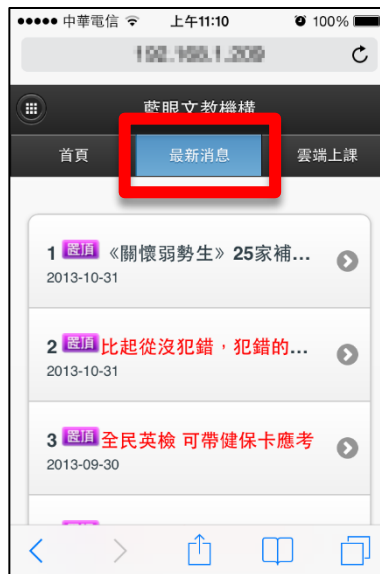 中華電信 上午11:10 100%
藍眼文教機構
首頁 最新消息 雲端上課
1 置頂 《關懷弱勢生》25家補...
2013-10-31
2 置頂 比起從沒犯錯，犯錯的...
2013-10-31
3 置頂 全民英檢 可帶健保卡應考
2013-09-30